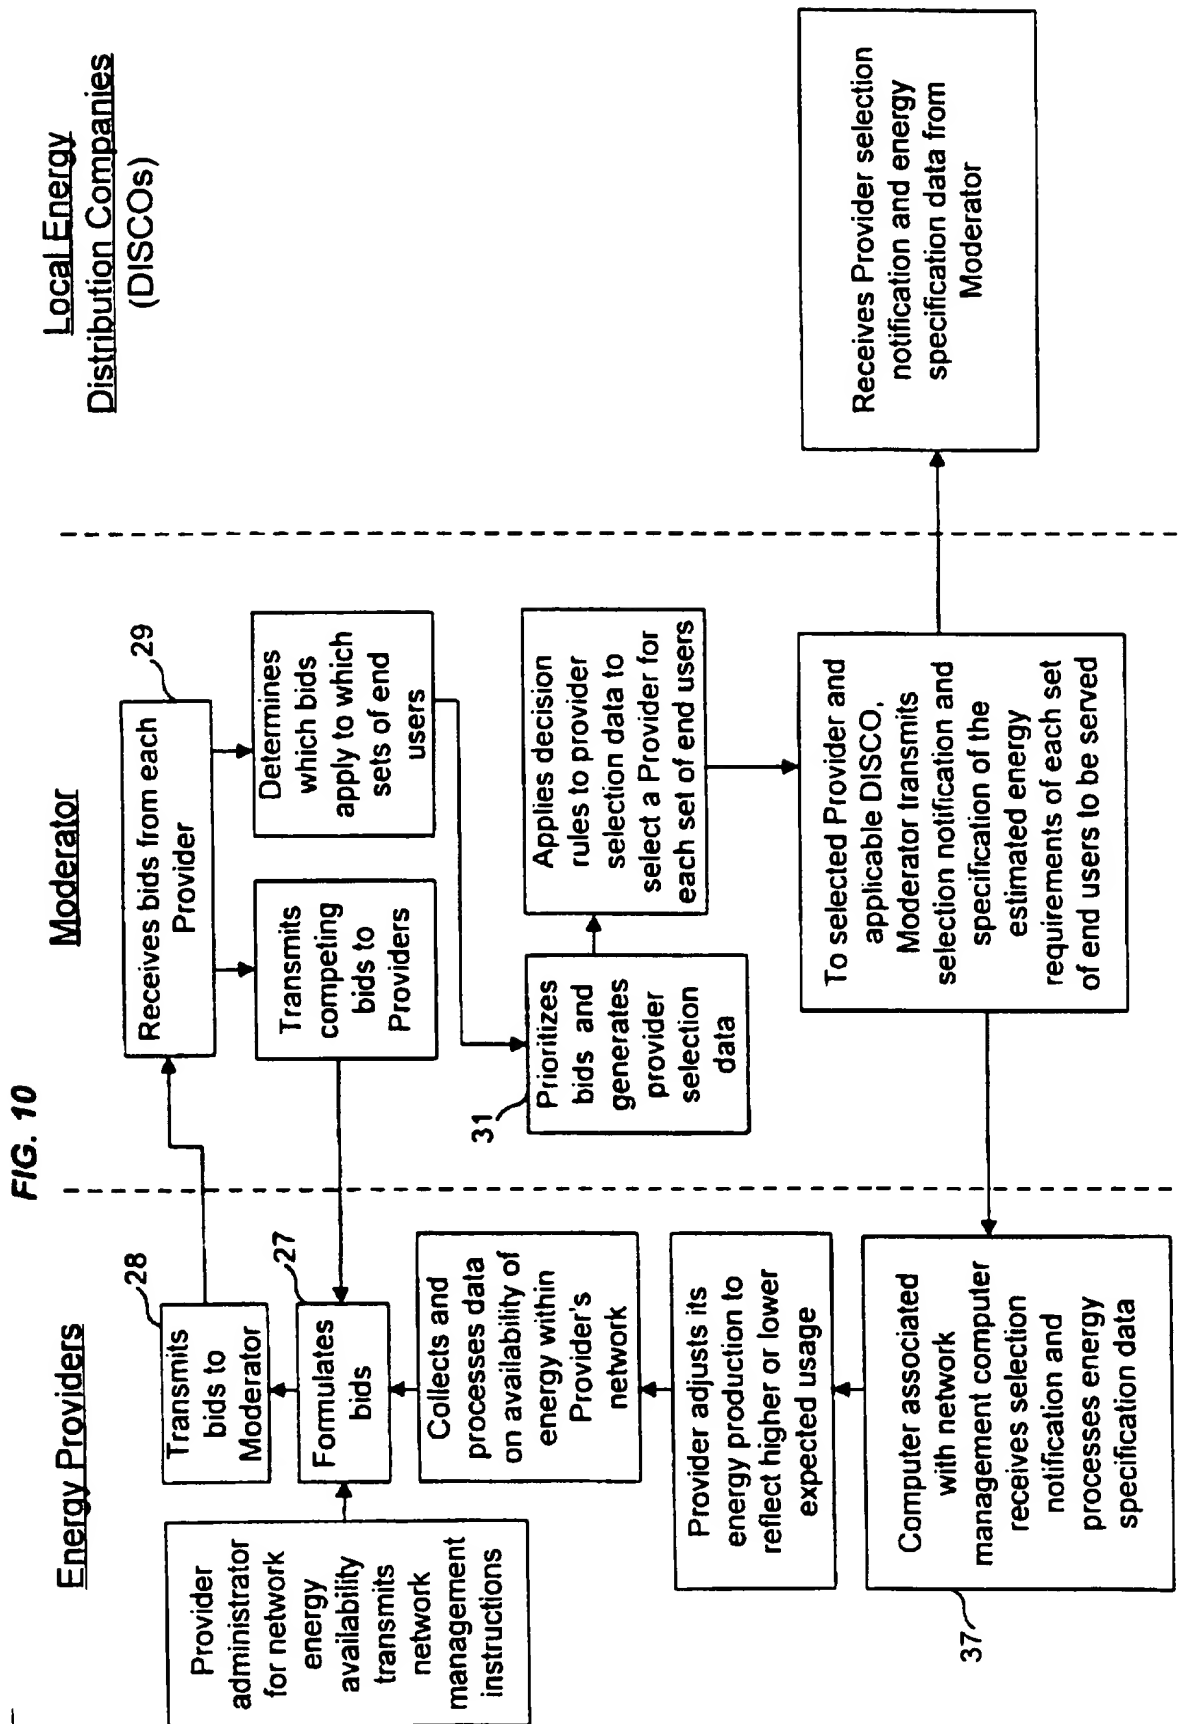 FIG. 10
Energy Providers
Moderator
Local Energy
Distribution Companies
(DISCOs)
Provider
administrator
for network
energy
availability
transmits
network
management
instructions
28
Transmits
bids to
Moderator
27
Formulates
bids
Collects and
processes data
on availability of
energy within
Provider's
network
Provider adjusts its
energy production to
reflect higher or lower
expected usage
Computer associated
with network
management computer
receives selection
notification and
processes energy
specification data
37
29
Receives bids from each
Provider
Transmits
competing
bids to
Providers
Determines
which bids
apply to which
sets of end
users
31
Prioritizes
bids and
generates
provider
selection
data
Applies decision
rules to provider
selection data to
select a Provider for
each set of end users
To selected Provider and
applicable DISCO,
Moderator transmits
selection notification and
specification of the
estimated energy
requirements of each set
of end users to be served
Receives Provider selection
notification and energy
specification data from
Moderator